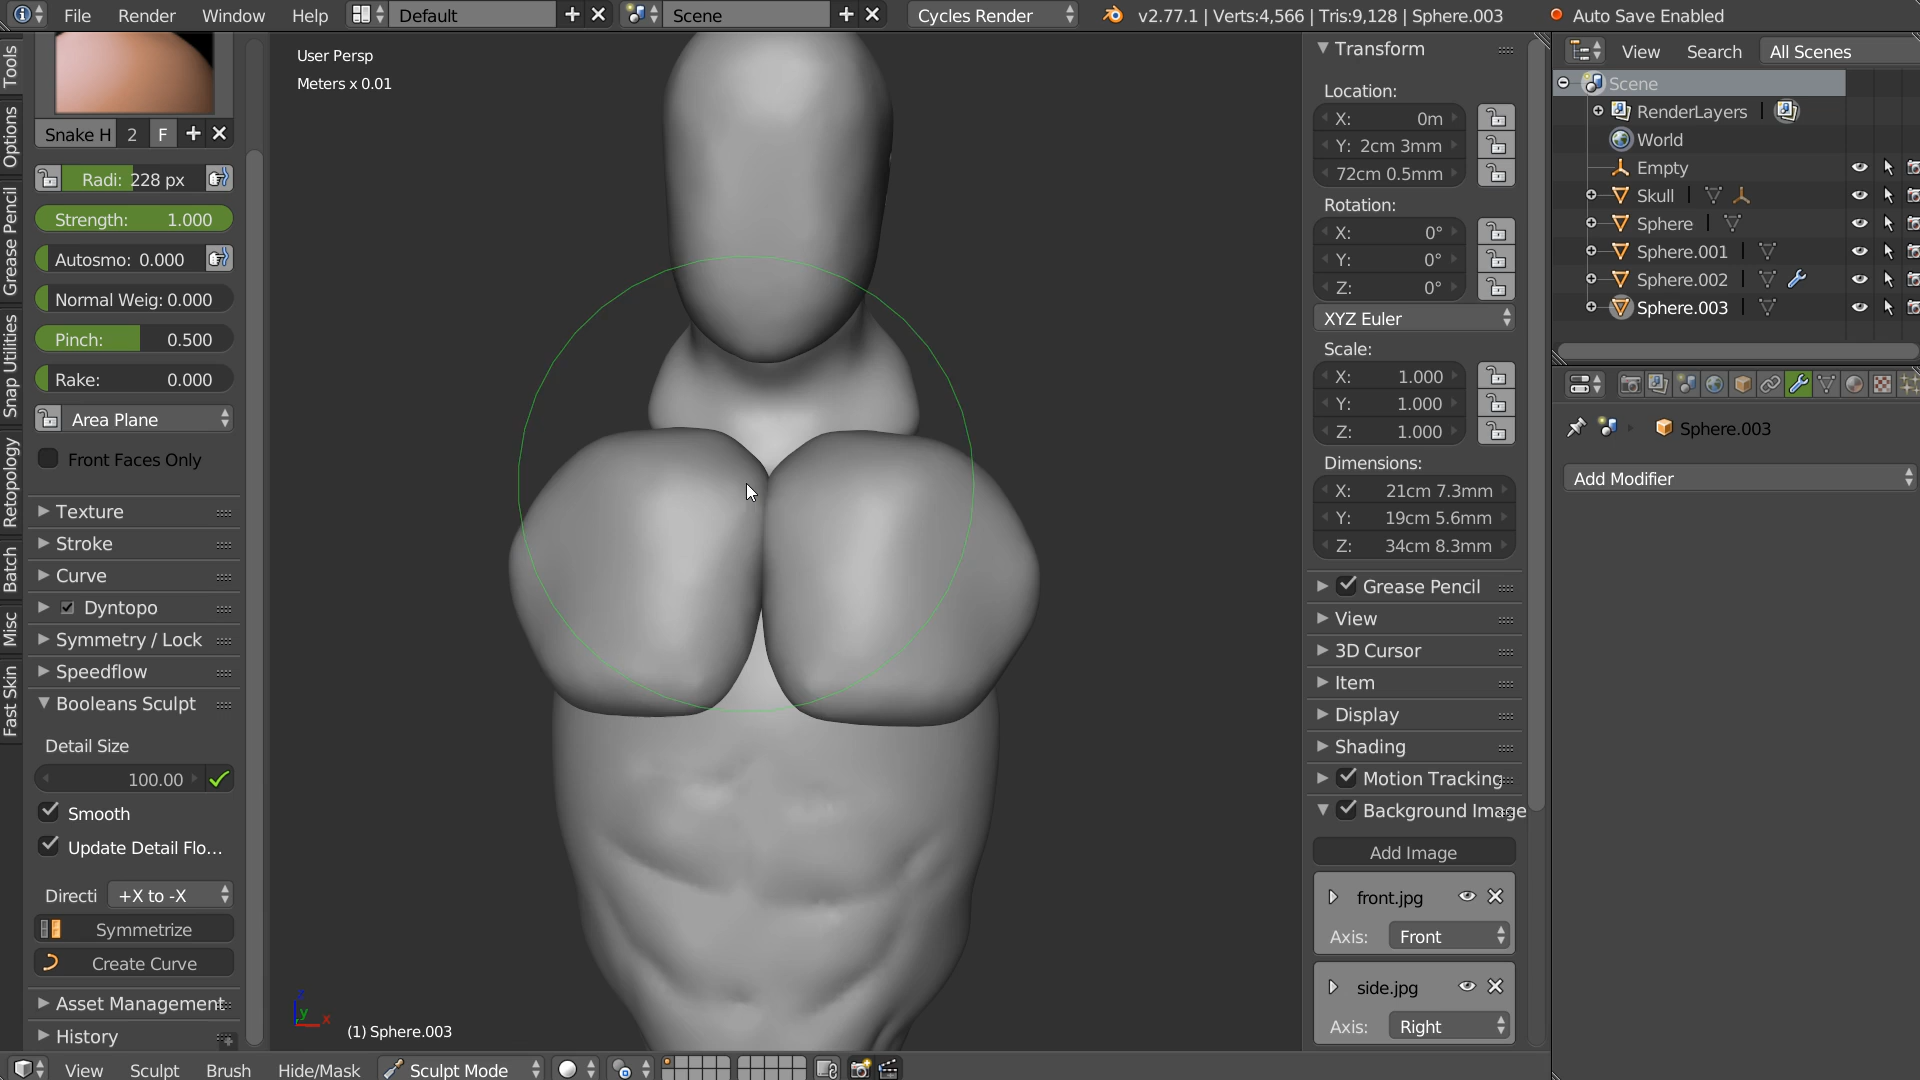 File Render Window Help Default Scene Cycles Render v2.77.1 | Verts:4,566 | Tris:9,128 | Sphere.003 Auto Save Enabled
Tools
Options
Grease Pencil
Snap Utilities
Retopology
Batch
Misc
Fast Skin
Snake H 2 F
Radi: 228 px
Strength: 1.000
Autosmo: 0.000
Normal Weig: 0.000
Pinch: 0.500
Rake: 0.000
Area Plane
Front Faces Only
Texture
Stroke
Curve
Dyntopo
Symmetry / Lock
Speedflow
Booleans Sculpt
Detail Size
100.00
Smooth
Update Detail Flo...
Directi +X to -X
Symmetrize
Create Curve
Asset Management
History
User Persp
Meters x 0.01
z
y x
(1) Sphere.003
Transform
Location:
X: 0m
Y: 2cm 3mm
72cm 0.5mm
Rotation:
X: 0°
Y: 0°
Z: 0°
XYZ Euler
Scale:
X: 1.000
Y: 1.000
Z: 1.000
Dimensions:
X: 21cm 7.3mm
Y: 19cm 5.6mm
Z: 34cm 8.3mm
Grease Pencil
View
3D Cursor
Item
Display
Shading
Motion Tracking
Background Image
Add Image
front.jpg
Axis: Front
side.jpg
Axis: Right
View Search All Scenes
Scene
RenderLayers
World
Empty
Skull
Sphere
Sphere.001
Sphere.002
Sphere.003
Sphere.003
Add Modifier
View Sculpt Brush Hide/Mask Sculpt Mode